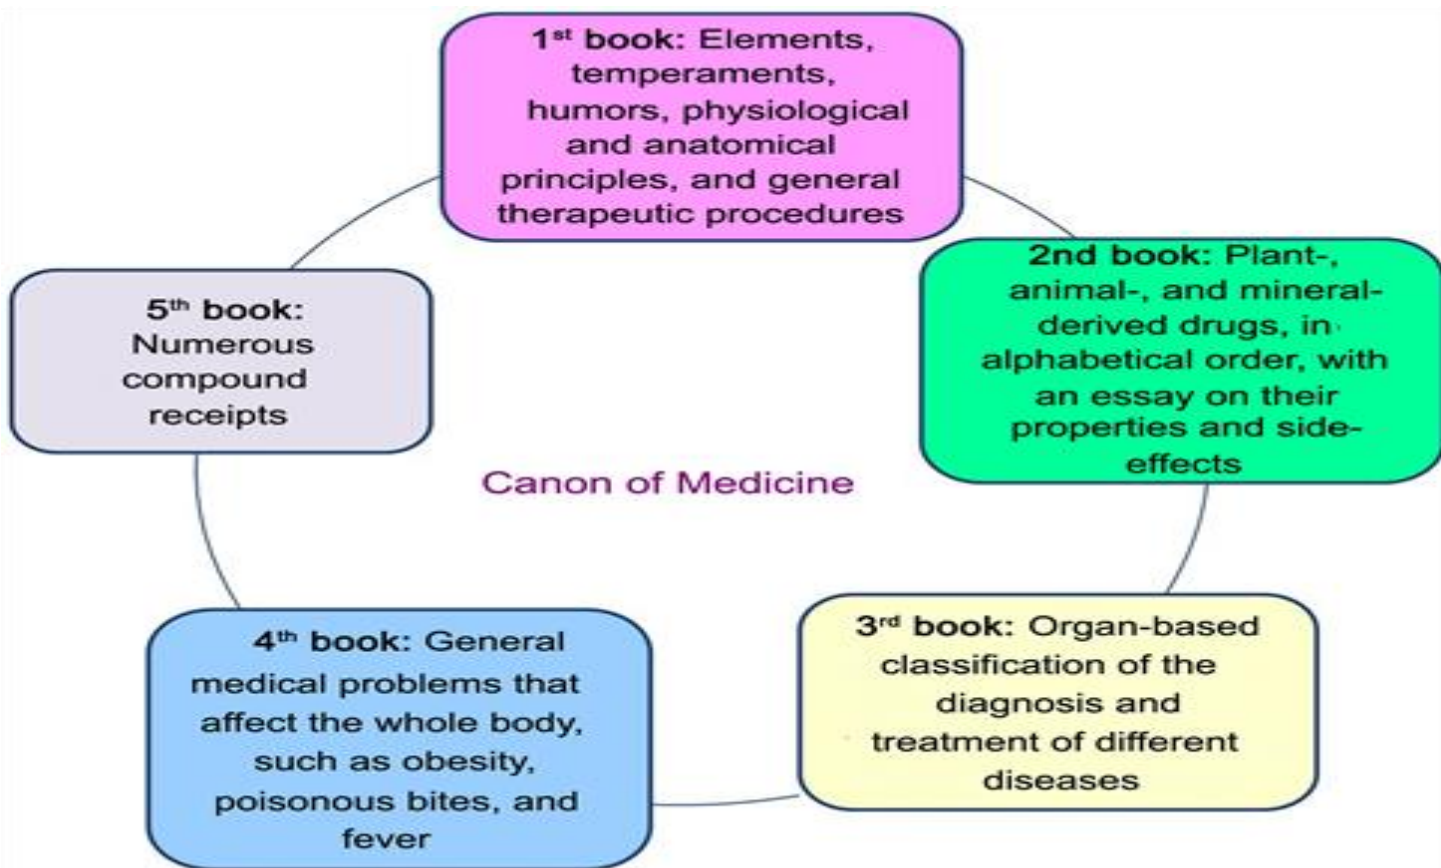 1st book: Elements,
temperaments,
humors, physiological
and anatomical
principles, and general
therapeutic procedures
2nd book: Plant-,
animal-, and mineral-
derived drugs, in
alphabetical order, with
an essay on their
properties and side-
effects
3rd book: Organ-based
classification of the
diagnosis and
treatment of different
diseases
4th book: General
medical problems that
affect the whole body,
such as obesity,
poisonous bites, and
fever
5th book:
Numerous
compound
receipts
Canon of Medicine